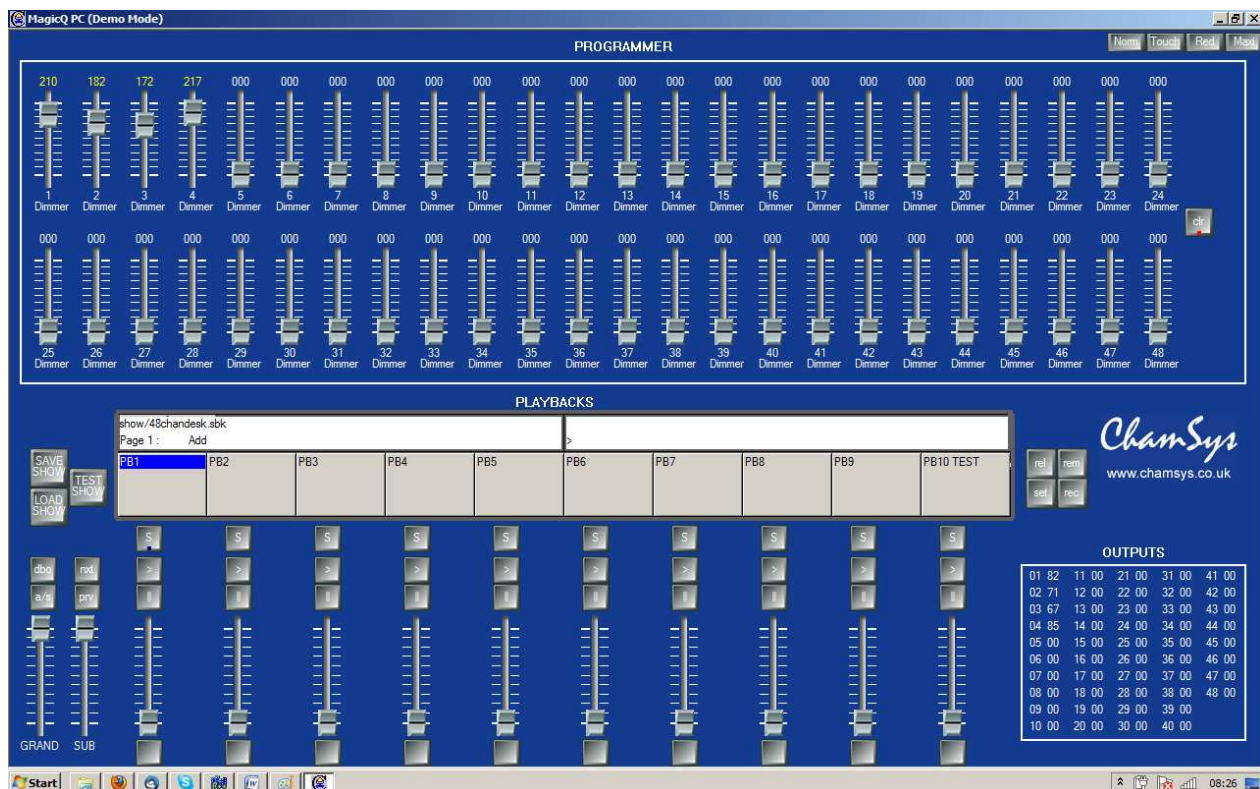 MagicQ PC (Demo Mode)
PROGRAMMER
Norm Touch Red Maxi
210 182 172 217 000 000 000 000 000 000 000 000 000 000 000 000 000 000 000 000 000 000 000 000
1 2 3 4 5 6 7 8 9 10 11 12 13 14 15 16 17 18 19 20 21 22 23 24
Dimmer Dimmer Dimmer Dimmer Dimmer Dimmer Dimmer Dimmer Dimmer Dimmer Dimmer Dimmer Dimmer Dimmer Dimmer Dimmer Dimmer Dimmer Dimmer Dimmer Dimmer Dimmer Dimmer Dimmer
clr
000 000 000 000 000 000 000 000 000 000 000 000 000 000 000 000 000 000 000 000 000 000 000 000
25 26 27 28 29 30 31 32 33 34 35 36 37 38 39 40 41 42 43 44 45 46 47 48
Dimmer Dimmer Dimmer Dimmer Dimmer Dimmer Dimmer Dimmer Dimmer Dimmer Dimmer Dimmer Dimmer Dimmer Dimmer Dimmer Dimmer Dimmer Dimmer Dimmer Dimmer Dimmer Dimmer Dimmer
PLAYBACKS
show/48chandesk.sbk
Page 1 : Add >
PB1 PB2 PB3 PB4 PB5 PB6 PB7 PB8 PB9 PB10 TEST
SAVE SHOW
TEST SHOW
LOAD SHOW
ChamSys
www.chamsys.co.uk
rel rem
set rec
S S S S S S S S S S
dbo nxt > > > > > > > > > >
a/s prv || || || || || || || || || ||
GRAND SUB
OUTPUTS
01 82 11 00 21 00 31 00 41 00
02 71 12 00 22 00 32 00 42 00
03 67 13 00 23 00 33 00 43 00
04 85 14 00 24 00 34 00 44 00
05 00 15 00 25 00 35 00 45 00
06 00 16 00 26 00 36 00 46 00
07 00 17 00 27 00 37 00 47 00
08 00 18 00 28 00 38 00 48 00
09 00 19 00 29 00 39 00
10 00 20 00 30 00 40 00
Start
08:26